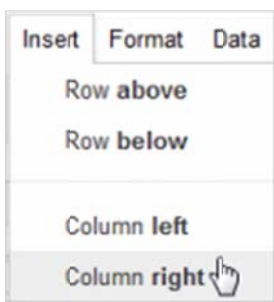 Insert Format Data
Row above
Row below
Column left
Column right